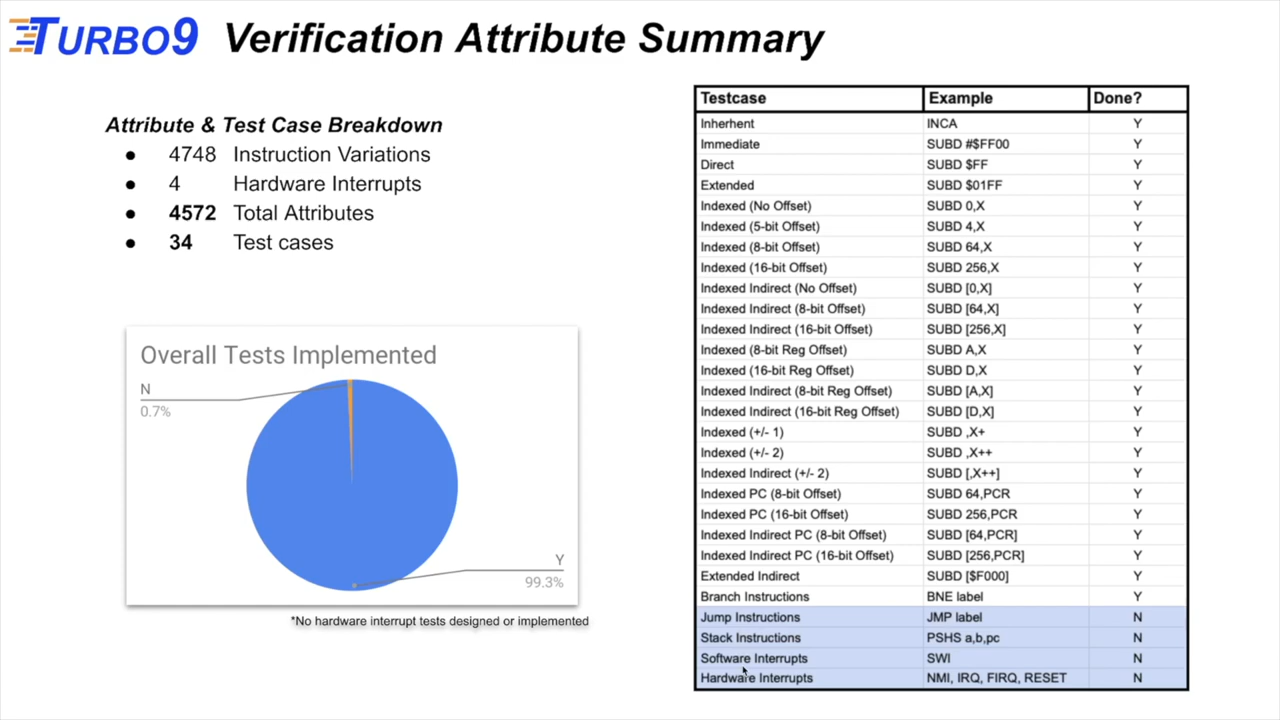 TURBO9 Verification Attribute Summary
Attribute & Test Case Breakdown
● 4748 Instruction Variations
● 4 Hardware Interrupts
● 4572 Total Attributes
● 34 Test cases
Overall Tests Implemented
N
0.7%
Y
99.3%
*No hardware interrupt tests designed or implemented
Testcase Example Done?
Inherhent INCA Y
Immediate SUBD #$FF00 Y
Direct SUBD $FF Y
Extended SUBD $01FF Y
Indexed (No Offset) SUBD 0,X Y
Indexed (5-bit Offset) SUBD 4,X Y
Indexed (8-bit Offset) SUBD 64,X Y
Indexed (16-bit Offset) SUBD 256,X Y
Indexed Indirect (No Offset) SUBD [0,X] Y
Indexed Indirect (8-bit Offset) SUBD [64,X] Y
Indexed Indirect (16-bit Offset) SUBD [256,X] Y
Indexed (8-bit Reg Offset) SUBD A,X Y
Indexed (16-bit Reg Offset) SUBD D,X Y
Indexed Indirect (8-bit Reg Offset) SUBD [A,X] Y
Indexed Indirect (16-bit Reg Offset) SUBD [D,X] Y
Indexed (+/- 1) SUBD ,X+ Y
Indexed (+/- 2) SUBD ,X++ Y
Indexed Indirect (+/- 2) SUBD [,X++] Y
Indexed PC (8-bit Offset) SUBD 64,PCR Y
Indexed PC (16-bit Offset) SUBD 256,PCR Y
Indexed Indirect PC (8-bit Offset) SUBD [64,PCR] Y
Indexed Indirect PC (16-bit Offset) SUBD [256,PCR] Y
Extended Indirect SUBD [$F000] Y
Branch Instructions BNE label Y
Jump Instructions JMP label N
Stack Instructions PSHS a,b,pc N
Software Interrupts SWI N
Hardware Interrupts NMI, IRQ, FIRQ, RESET N